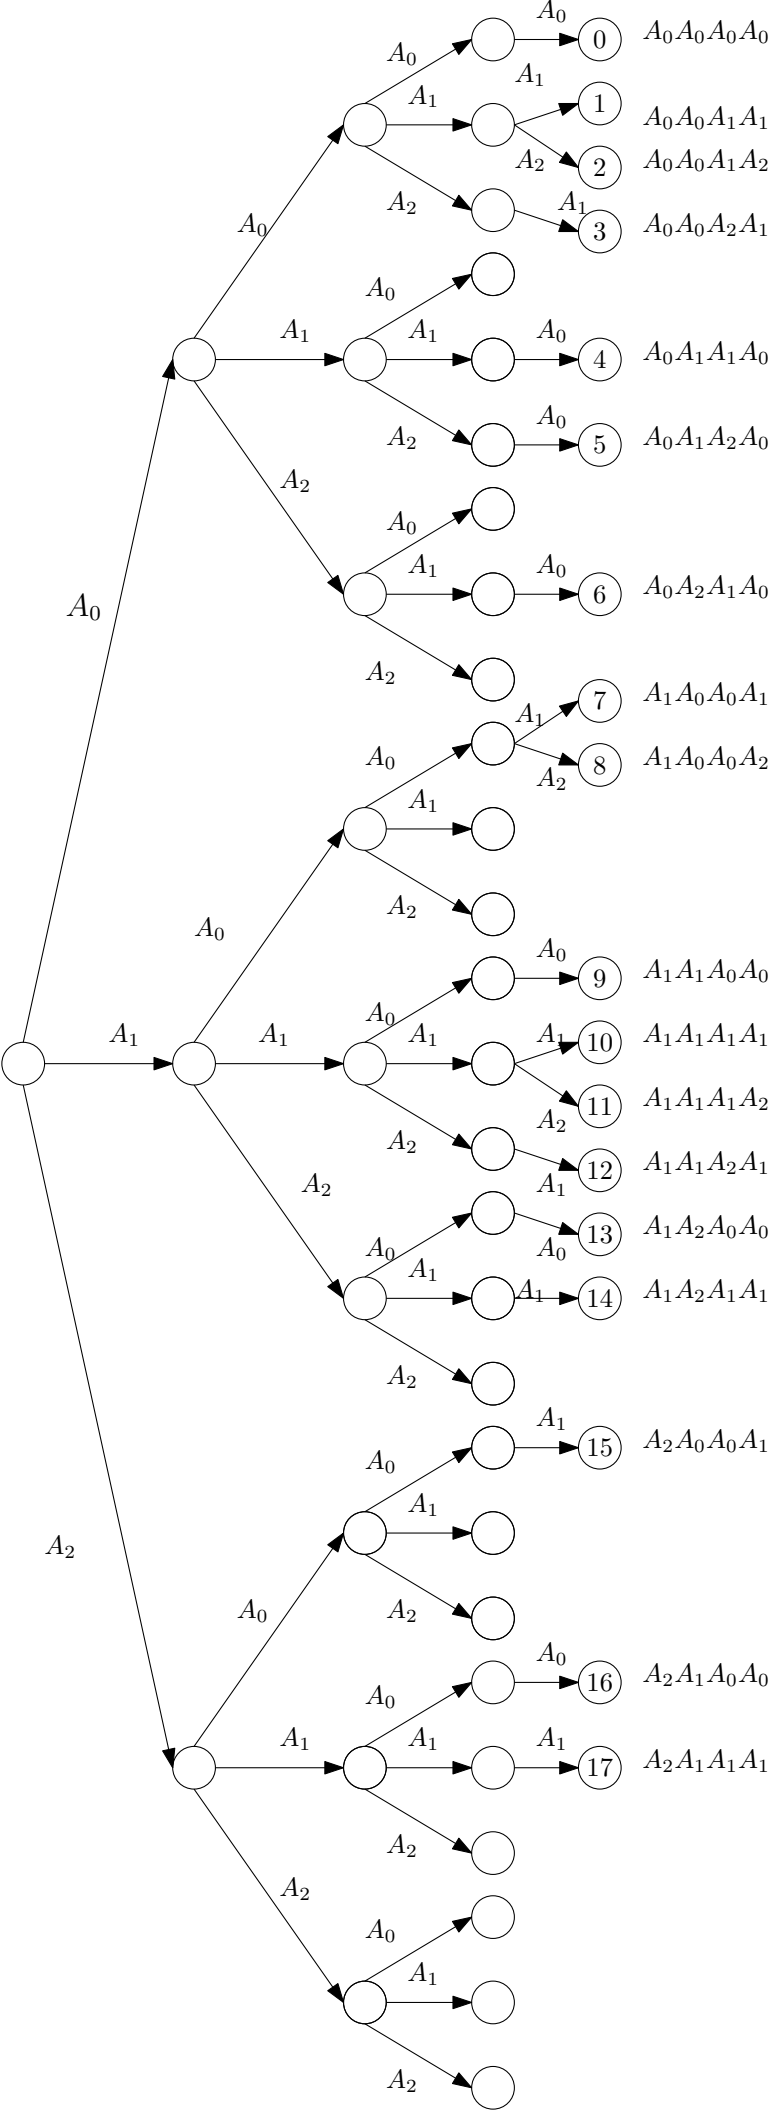 A₀
0 A₀A₀A₀A₀
A₀
A₁
A₁
1
A₀A₀A₁A₁
A₂
2 A₀A₀A₁A₂
A₂
A₁
3 A₀A₀A₂A₁
A₀
A₀
A₁
A₁
A₀
4 A₀A₁A₁A₀
A₂
A₀
5 A₀A₁A₂A₀
A₂
A₀
A₁
A₀
6 A₀A₂A₁A₀
A₀
A₂
A₁
7 A₁A₀A₀A₁
A₀
A₂
8 A₁A₀A₀A₂
A₁
A₂
A₀
A₀
9 A₁A₁A₀A₀
A₀
A₁
A₁
A₁
A₁
10 A₁A₁A₁A₁
A₂
11 A₁A₁A₁A₂
A₂
12 A₁A₁A₂A₁
A₂
A₁
A₀
A₀
13 A₁A₂A₀A₀
A₁
A₁
14 A₁A₂A₁A₁
A₂
A₁
15 A₂A₀A₀A₁
A₀
A₁
A₂
A₀
A₂
A₀
16 A₂A₁A₀A₀
A₀
A₁
A₁
A₁
17 A₂A₁A₁A₁
A₂
A₂
A₀
A₁
A₂